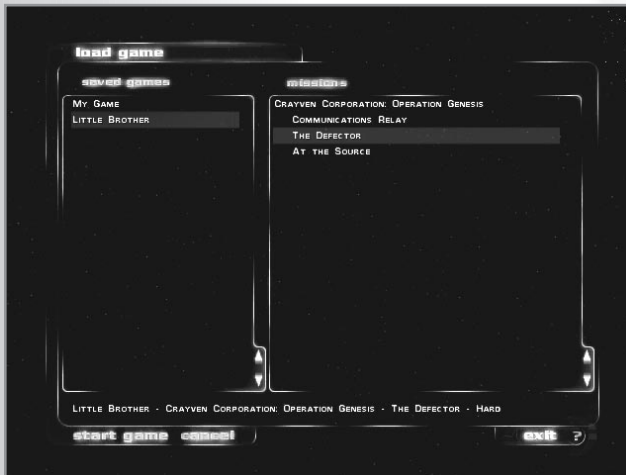 load game
saved games
My Game
Little Brother
missions
Crayven Corporation: Operation Genesis
Communications Relay
The Defector
At the Source
Little Brother - Crayven Corporation: Operation Genesis - The Defector - Hard
start game cancel
exit ?